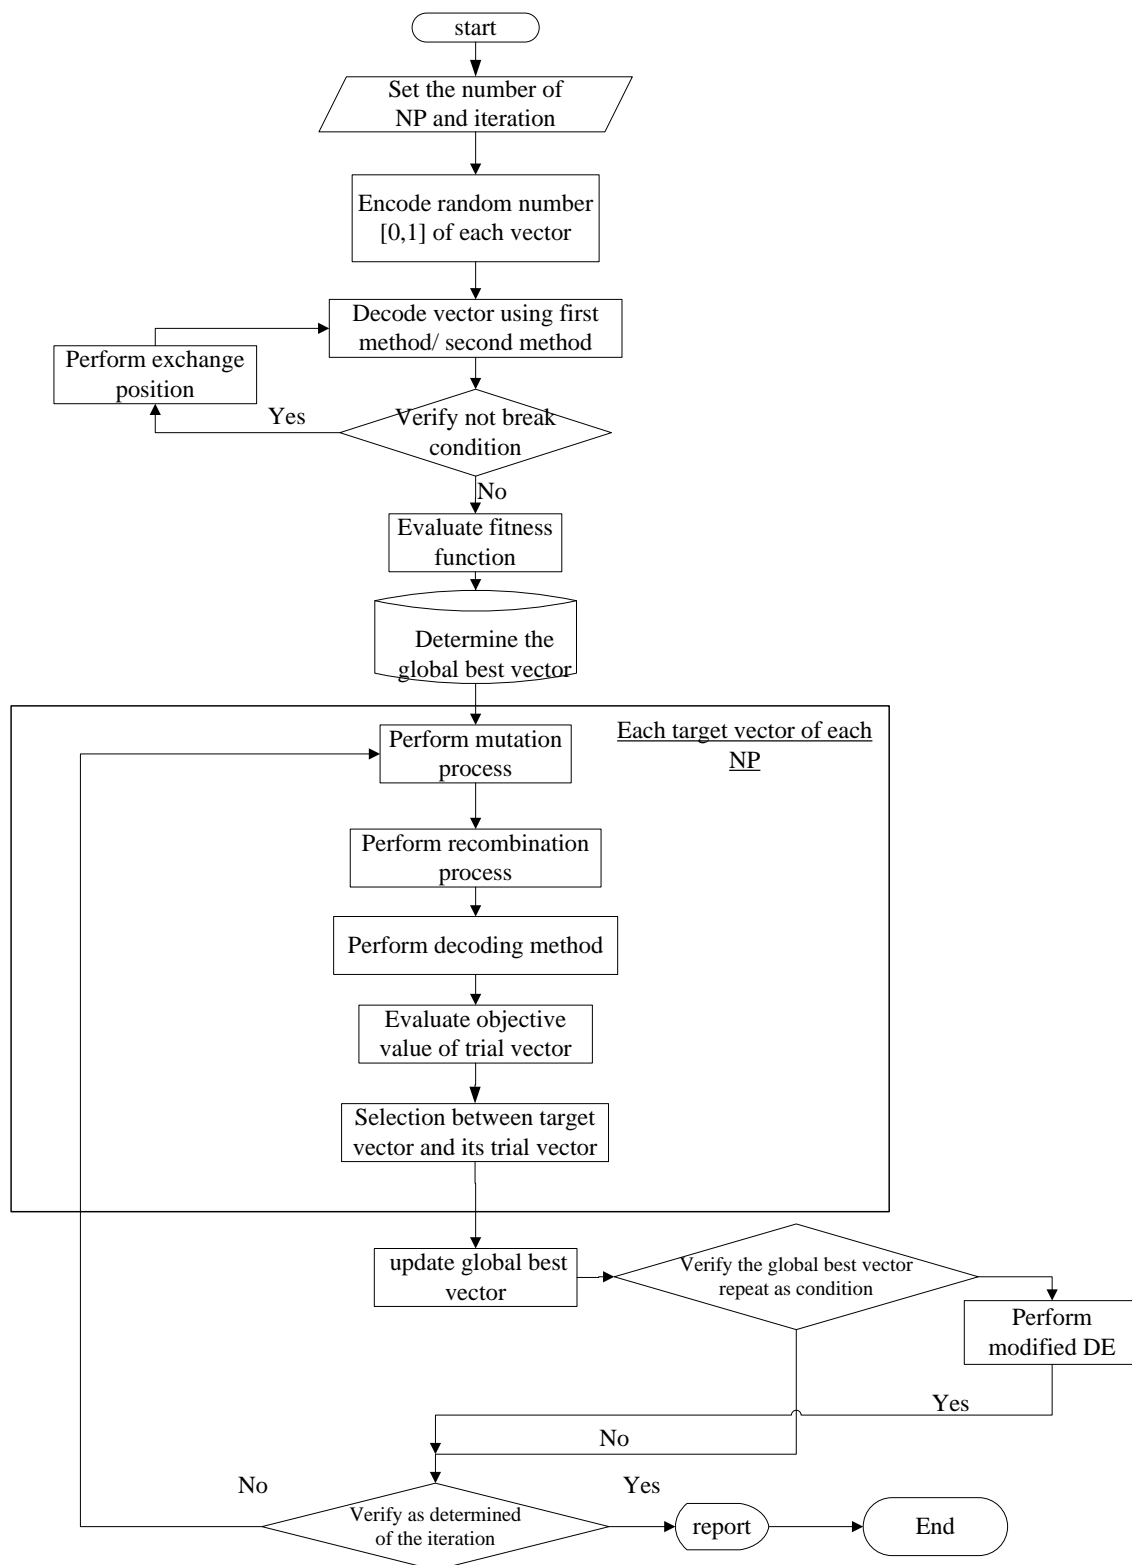 start
Set the number of
NP and iteration
Encode random number
[0,1] of each vector
Decode vector using first
method/ second method
Perform exchange
position
Yes
Verify not break
condition
No
Evaluate fitness
function
Determine the
global best vector
Each target vector of each
NP
Perform mutation
process
Perform recombination
process
Perform decoding method
Evaluate objective
value of trial vector
Selection between target
vector and its trial vector
update global best
vector
Verify the global best vector
repeat as condition
Perform
modified DE
Yes
No
No
Yes
Verify as determined
of the iteration
report
End